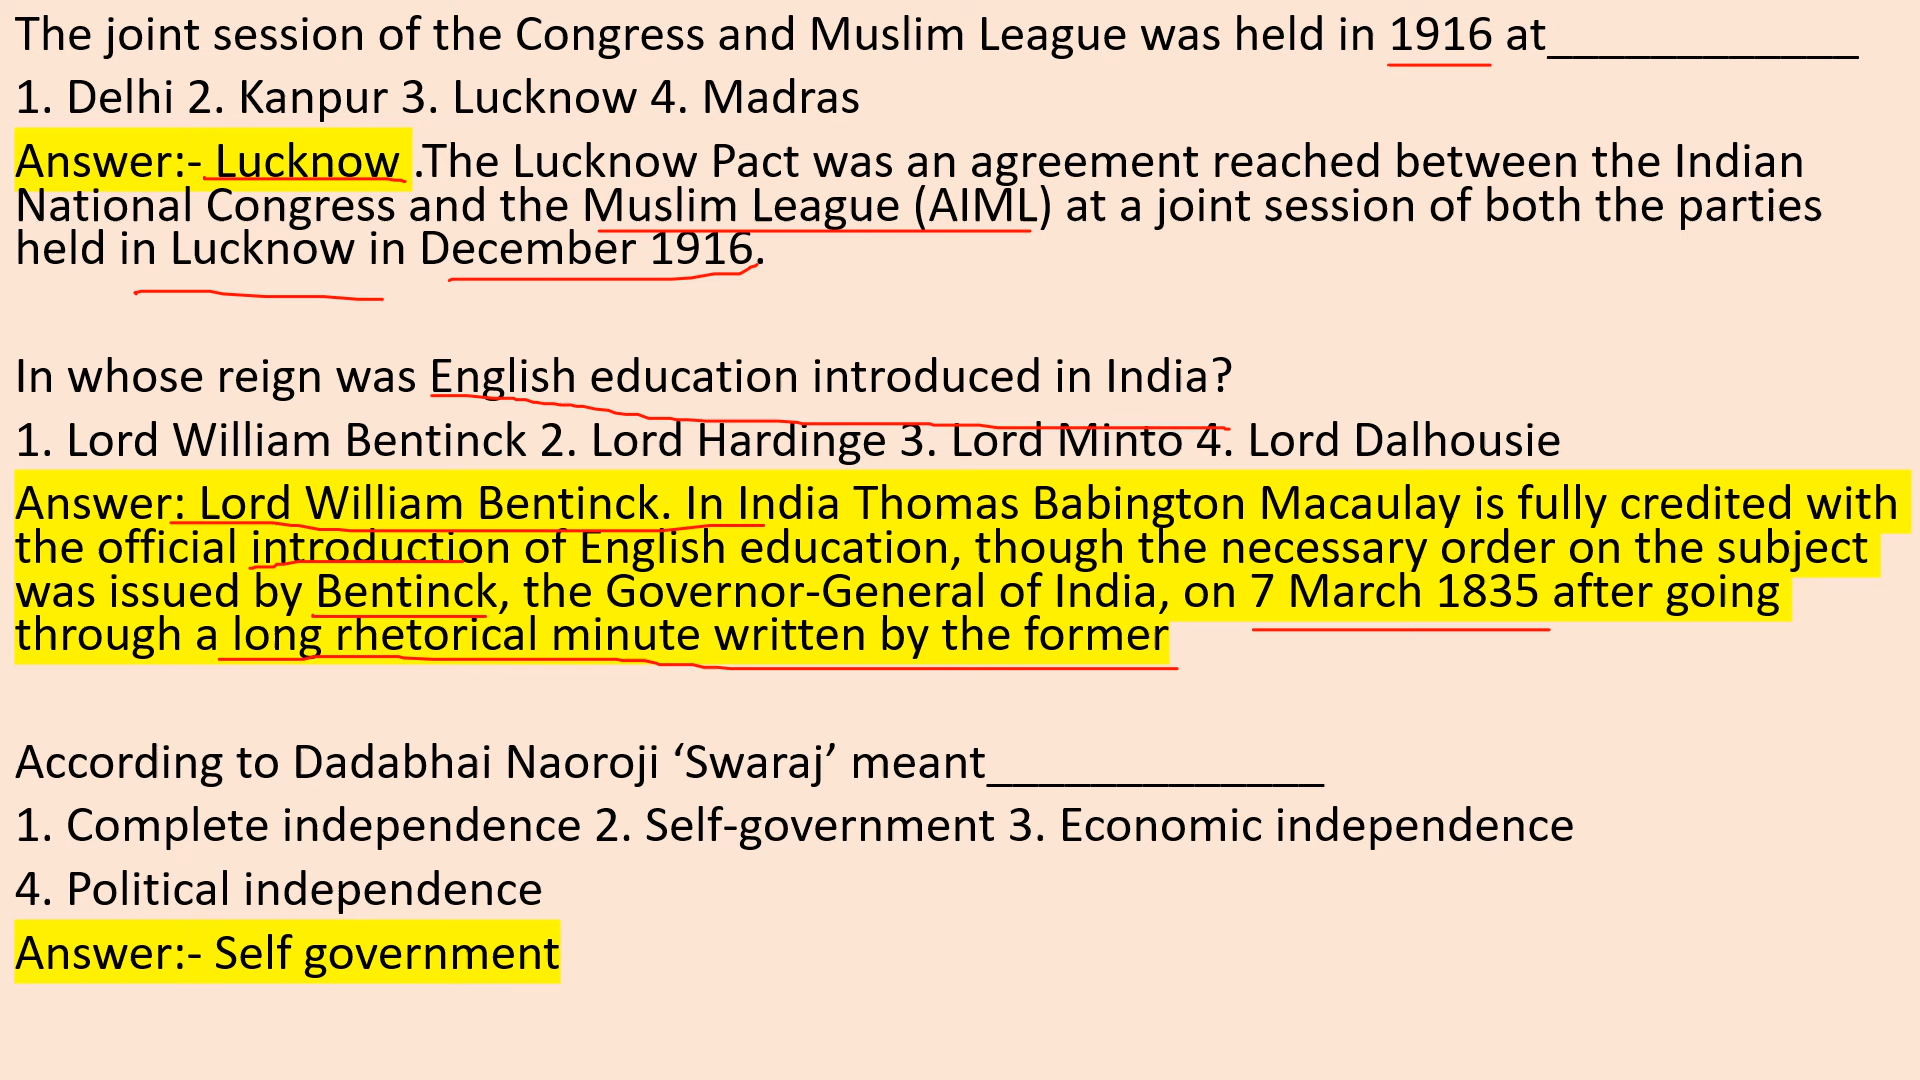 The joint session of the Congress and Muslim League was held in 1916 at____________
1. Delhi 2. Kanpur 3. Lucknow 4. Madras
Answer:- Lucknow .The Lucknow Pact was an agreement reached between the Indian
National Congress and the Muslim League (AIML) at a joint session of both the parties
held in Lucknow in December 1916.
In whose reign was English education introduced in India?
1. Lord William Bentinck 2. Lord Hardinge 3. Lord Minto 4. Lord Dalhousie
Answer: Lord William Bentinck. In India Thomas Babington Macaulay is fully credited with
the official introduction of English education, though the necessary order on the subject
was issued by Bentinck, the Governor-General of India, on 7 March 1835 after going
through a long rhetorical minute written by the former
According to Dadabhai Naoroji ‘Swaraj’ meant_____________
1. Complete independence 2. Self-government 3. Economic independence
4. Political independence
Answer:- Self government